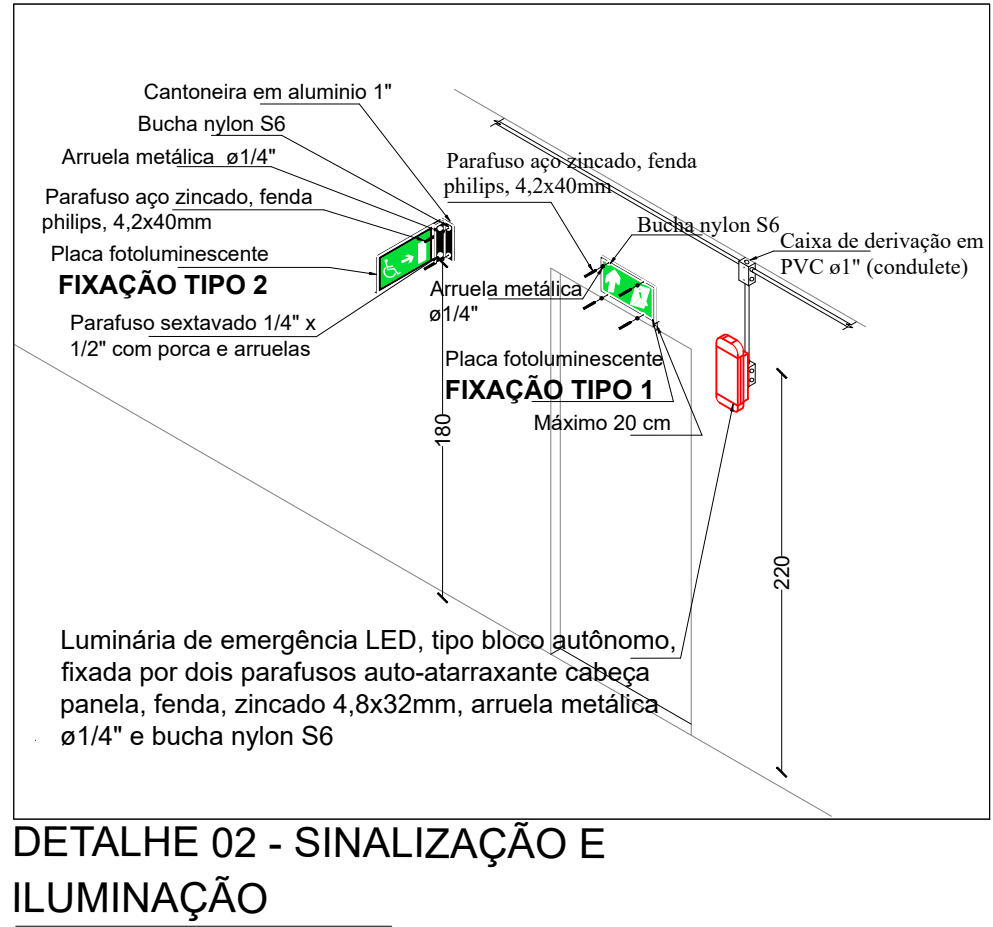 Cantoneira em aluminio 1"
Bucha nylon S6
Arruela metálica ø1/4"
Parafuso aço zincado, fenda
philips, 4,2x40mm
Placa fotoluminescente
FIXAÇÃO TIPO 2
Parafuso sextavado 1/4" x
1/2" com porca e arruelas
Parafuso aço zincado, fenda
philips, 4,2x40mm
Bucha nylon S6
Arruela metálica
ø1/4"
Placa fotoluminescente
FIXAÇÃO TIPO 1
Máximo 20 cm
Caixa de derivação em
PVC ø1" (condulete)
180
220
Luminária de emergência LED, tipo bloco autônomo,
fixada por dois parafusos auto-atarraxante cabeça
panela, fenda, zincado 4,8x32mm, arruela metálica
ø1/4" e bucha nylon S6
DETALHE 02 - SINALIZAÇÃO E
ILUMINAÇÃO